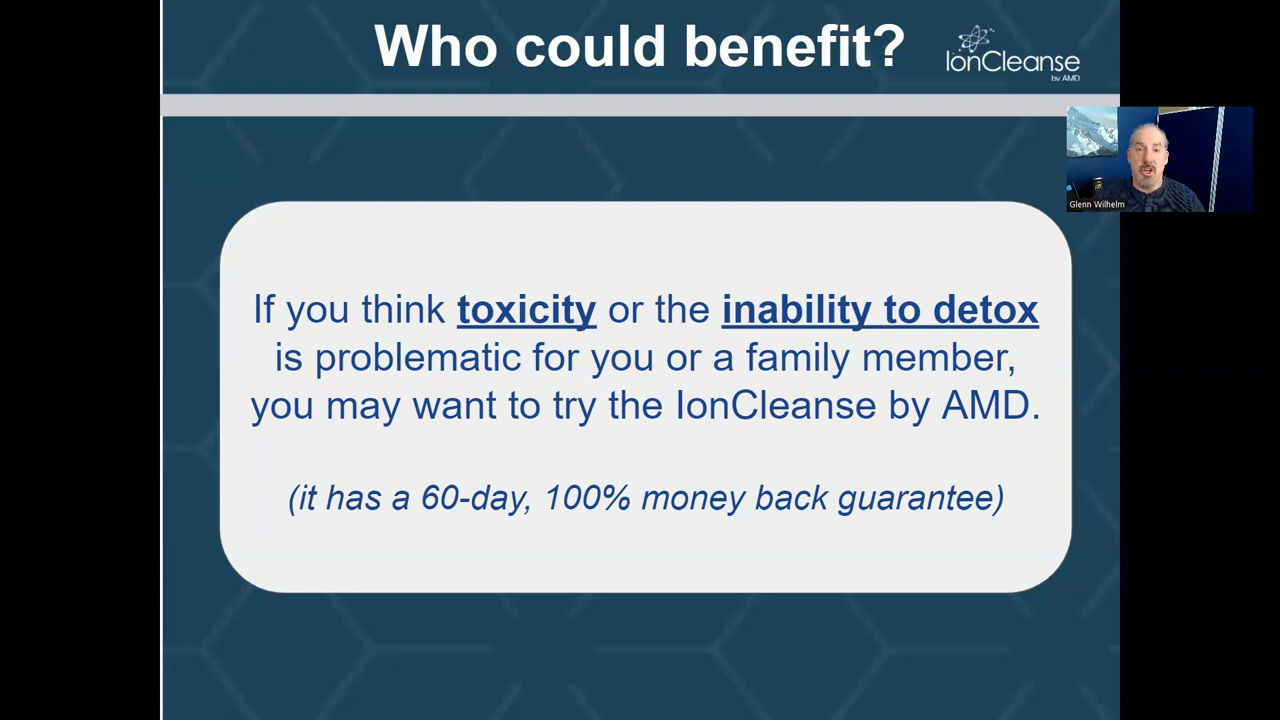 Who could benefit?
IonCleanse
by AMD
Glenn Wilhelm
If you think toxicity or the inability to detox
is problematic for you or a family member,
you may want to try the IonCleanse by AMD.
(it has a 60-day, 100% money back guarantee)